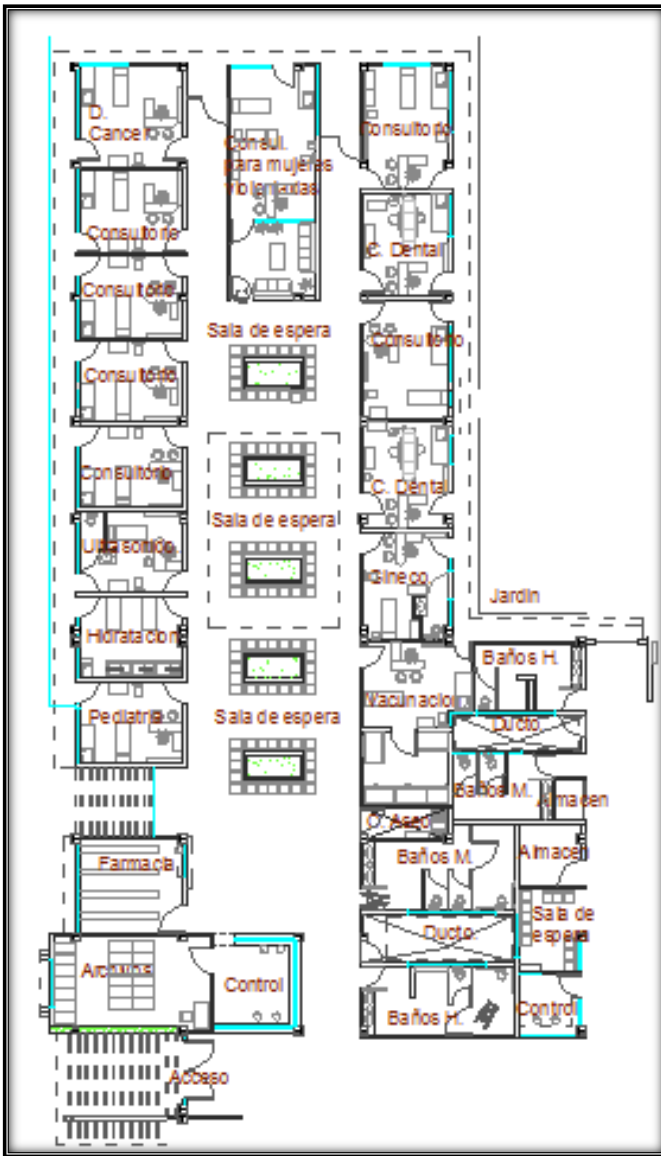 D.
Cancel
Consul.
para mujeres
violentadas
Consultorio
Consultorio
C. Dental
Consultorio
Sala de espera
Consultorio
Consultorio
Consultorio
C. Dental
Sala de espera
Ultrasonido
Gineco
Jardin
Hidratacion
Baños H.
Vacunacion
Pediatria
Sala de espera
Ducto
Baños M.
Almacen
C. Aseo
Farmacia
Baños M.
Almacen
Sala de
espera
Ducto
Archivos
Control
Control
Baños H.
Acceso